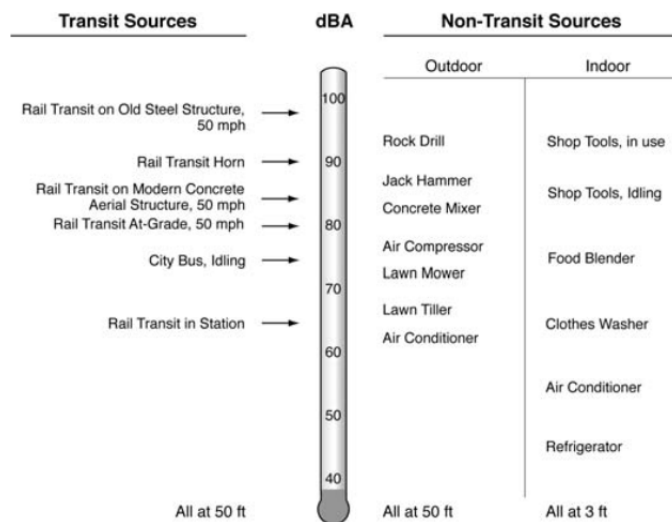 Transit Sources
dBA
Non-Transit Sources
Outdoor
Indoor
Rail Transit on Old Steel Structure,
50 mph
Rail Transit Horn
Rail Transit on Modern Concrete
Aerial Structure, 50 mph
Rail Transit At-Grade, 50 mph
City Bus, Idling
Rail Transit in Station
All at 50 ft
100
90
80
70
60
50
40
Rock Drill
Jack Hammer
Concrete Mixer
Air Compressor
Lawn Mower
Lawn Tiller
Air Conditioner
All at 50 ft
Shop Tools, in use
Shop Tools, Idling
Food Blender
Clothes Washer
Air Conditioner
Refrigerator
All at 3 ft